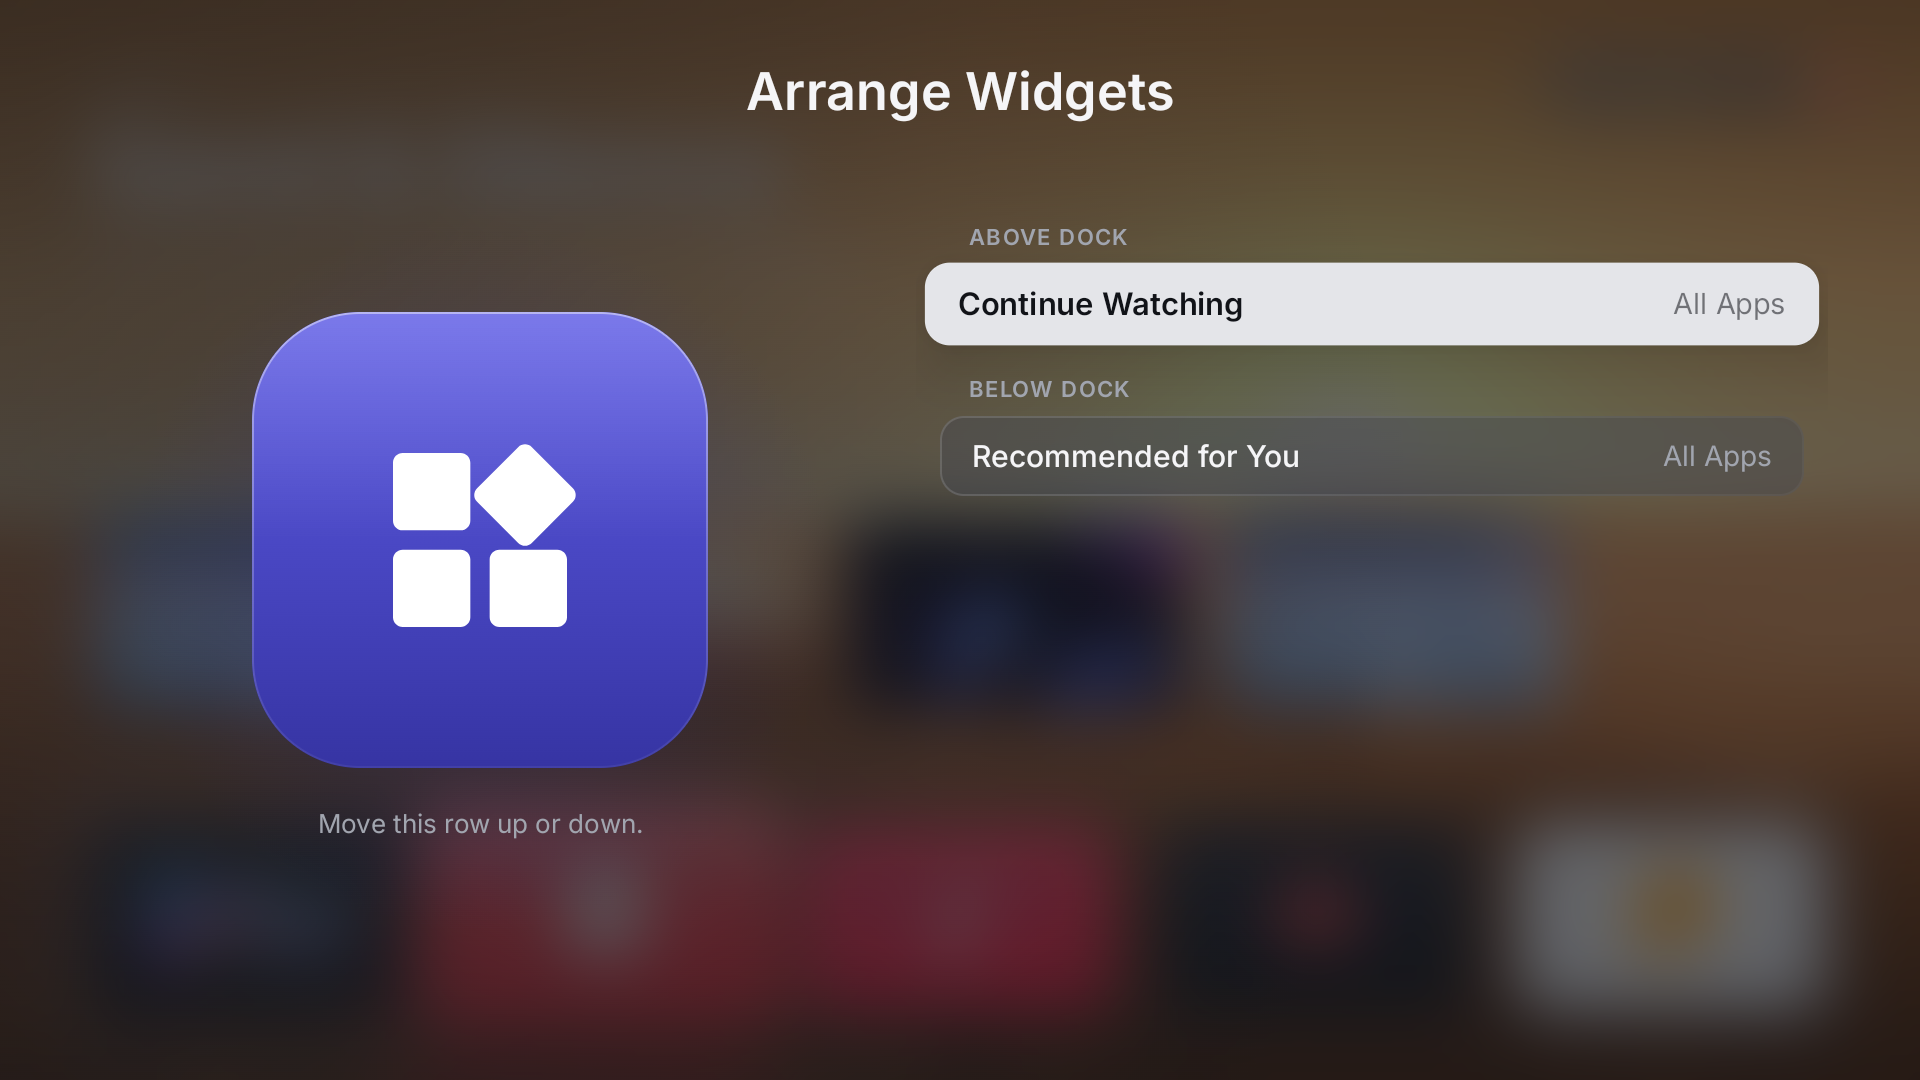 Arrange Widgets
ABOVE DOCK
Continue Watching All Apps
BELOW DOCK
Recommended for You All Apps
Move this row up or down.